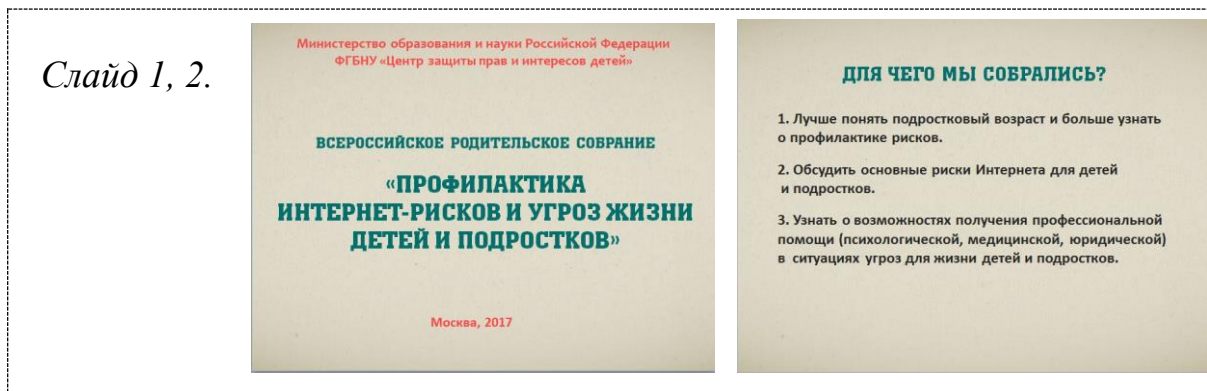 Слайд 1, 2.
Министерство образования и науки Российской Федерации
ФГБНУ «Центр защиты прав и интересов детей»
ВСЕРОССИЙСКОЕ РОДИТЕЛЬСКОЕ СОБРАНИЕ
«ПРОФИЛАКТИКА
ИНТЕРНЕТ-РИСКОВ И УГРОЗ ЖИЗНИ
ДЕТЕЙ И ПОДРОСТКОВ»
Москва, 2017
ДЛЯ ЧЕГО МЫ СОБРАЛИСЬ?
1. Лучше понять подростковый возраст и больше узнать
о профилактике рисков.
2. Обсудить основные риски Интернета для детей
и подростков.
3. Узнать о возможностях получения профессиональной
помощи (психологической, медицинской, юридической)
в ситуациях угроз для жизни детей и подростков.